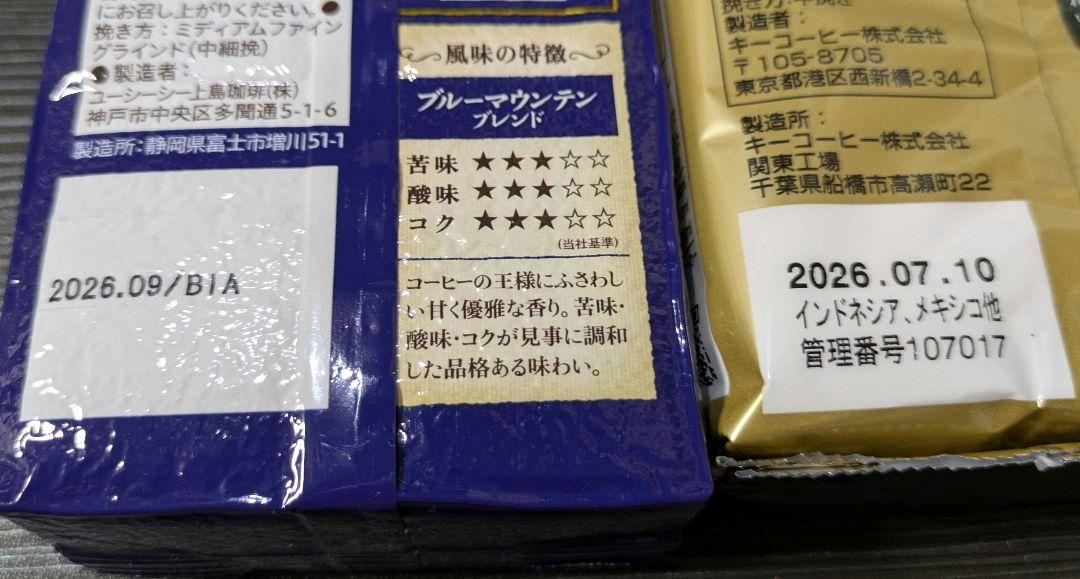 にお召し上がりください。●
挽き方：ミディアムファイン
グラインド(中細挽)
●製造者：
ユーシーシー上島珈琲(株)
神戸市中央区多聞通5-1-6
製造所：静岡県富士市増川51-1
2026.09/BIA
風味の特徴
ブルーマウンテン
ブレンド
苦味 ★★★☆☆
酸味 ★★★☆☆
コク ★★★☆☆
(当社基準)
コーヒーの王様にふさわし
い甘く優雅な香り。苦味・
酸味・コクが見事に調和
した品格ある味わい。
製造者：
キーコーヒー株式会社
〒105-8705
東京都港区西新橋2-34-4
製造所：
キーコーヒー株式会社
関東工場
千葉県船橋市高瀬町22
2026.07.10
インドネシア、メキシコ他
管理番号107017